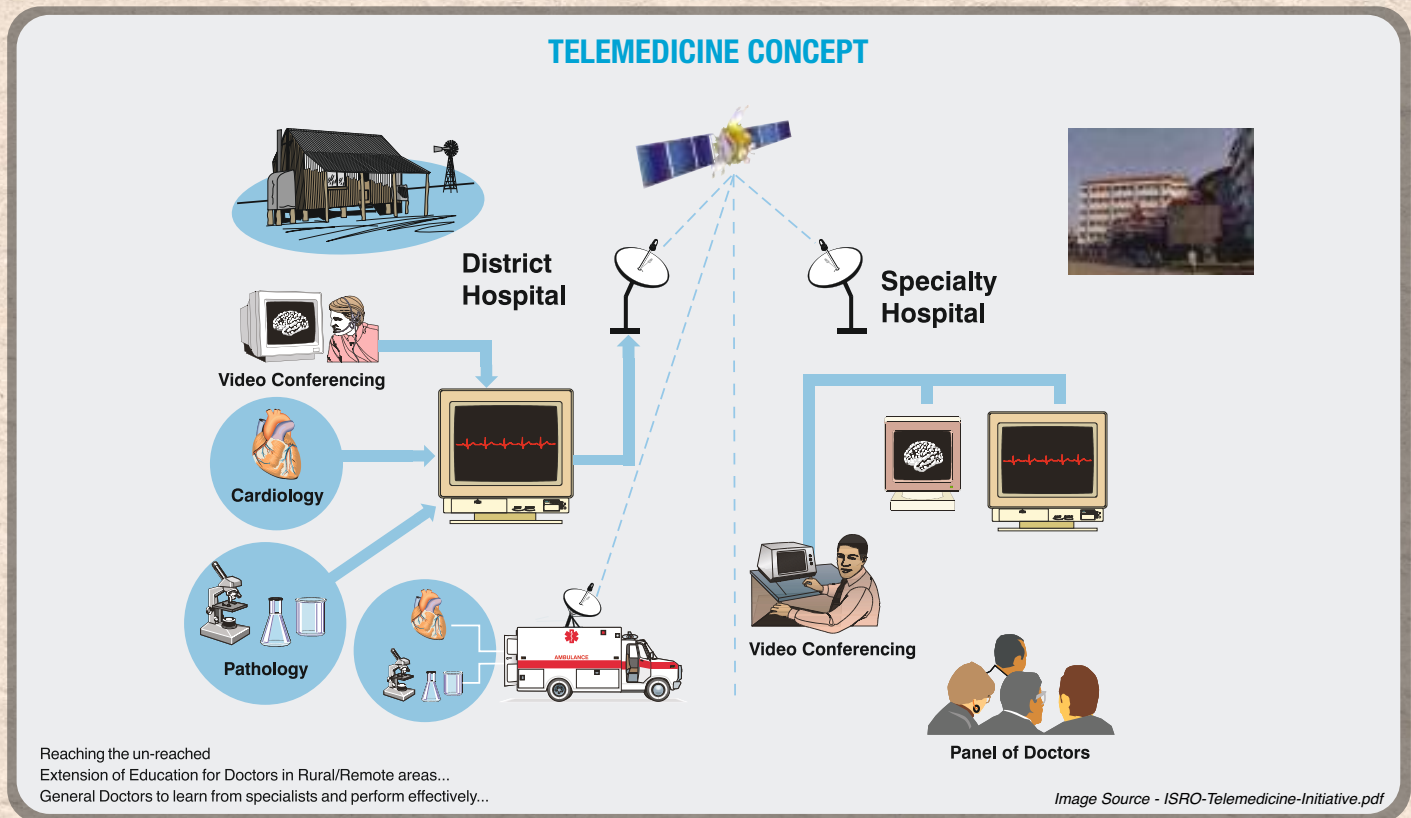 TELEMEDICINE CONCEPT
District
Hospital
Specialty
Hospital
Video Conferencing
Cardiology
Pathology
AMBULANCE
Video Conferencing
Panel of Doctors
Reaching the un-reached
Extension of Education for Doctors in Rural/Remote areas...
General Doctors to learn from specialists and perform effectively...
Image Source - ISRO-Telemedicine-Initiative.pdf